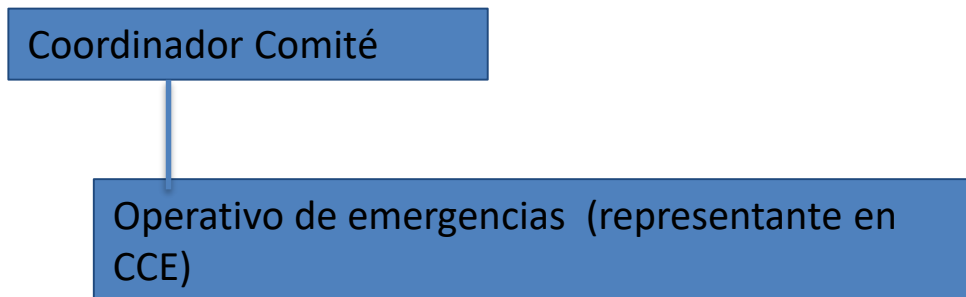 Coordinador Comité
Operativo de emergencias  (representante en
CCE)